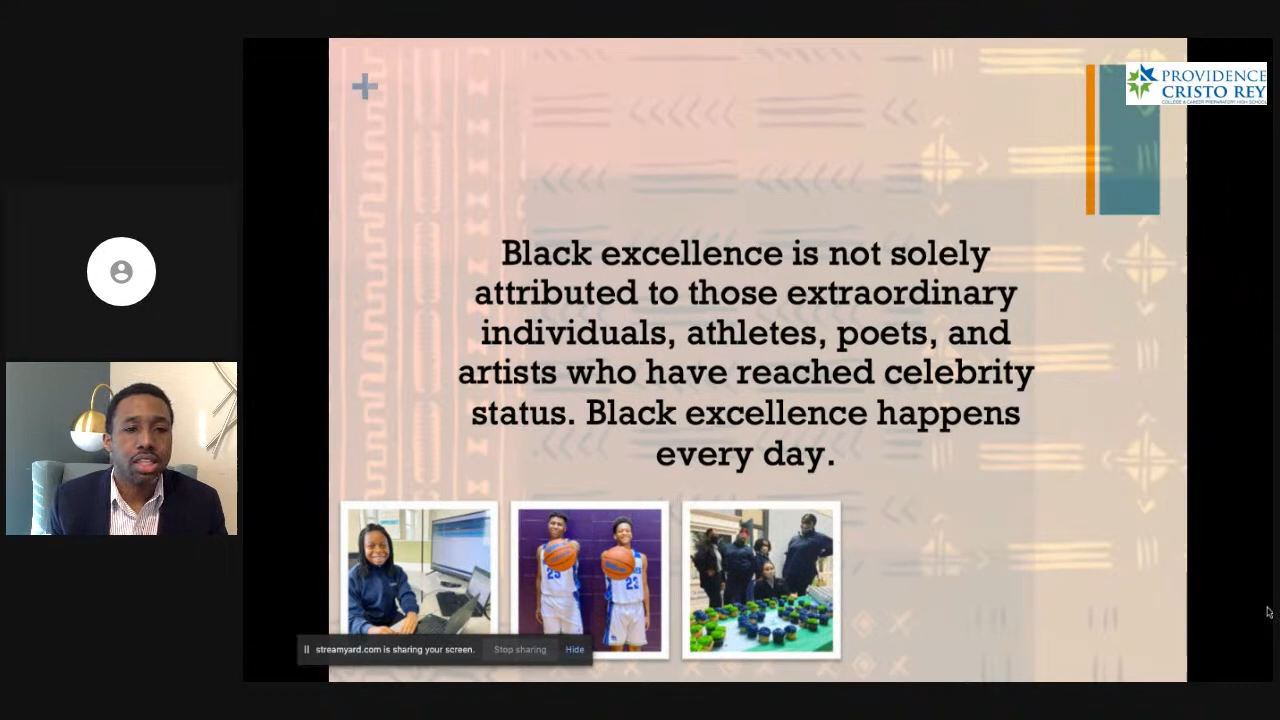 PROVIDENCE
CRISTO REY
COLLEGE & CAREER PREPARATORY HIGH SCHOOL
Black excellence is not solely
attributed to those extraordinary
individuals, athletes, poets, and
artists who have reached celebrity
status. Black excellence happens
every day.
25
23
streamyard.com is sharing your screen. Stop sharing Hide